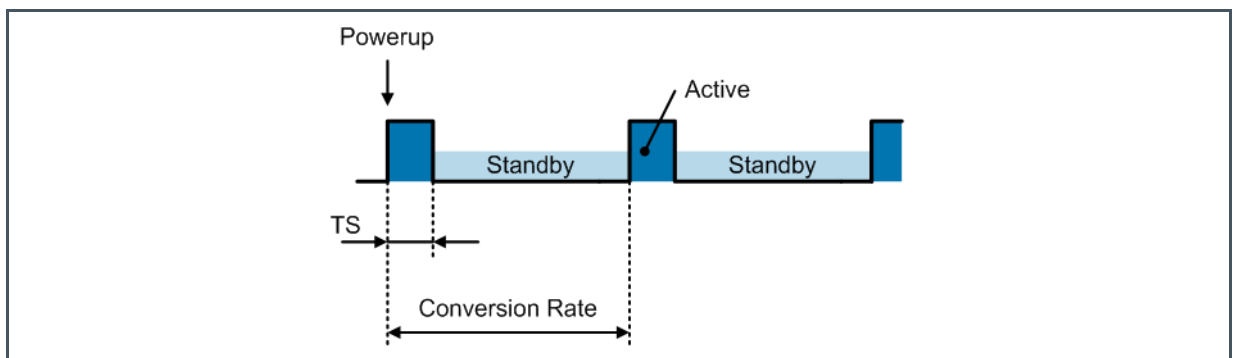 Powerup
Active
Standby
Standby
TS
Conversion Rate